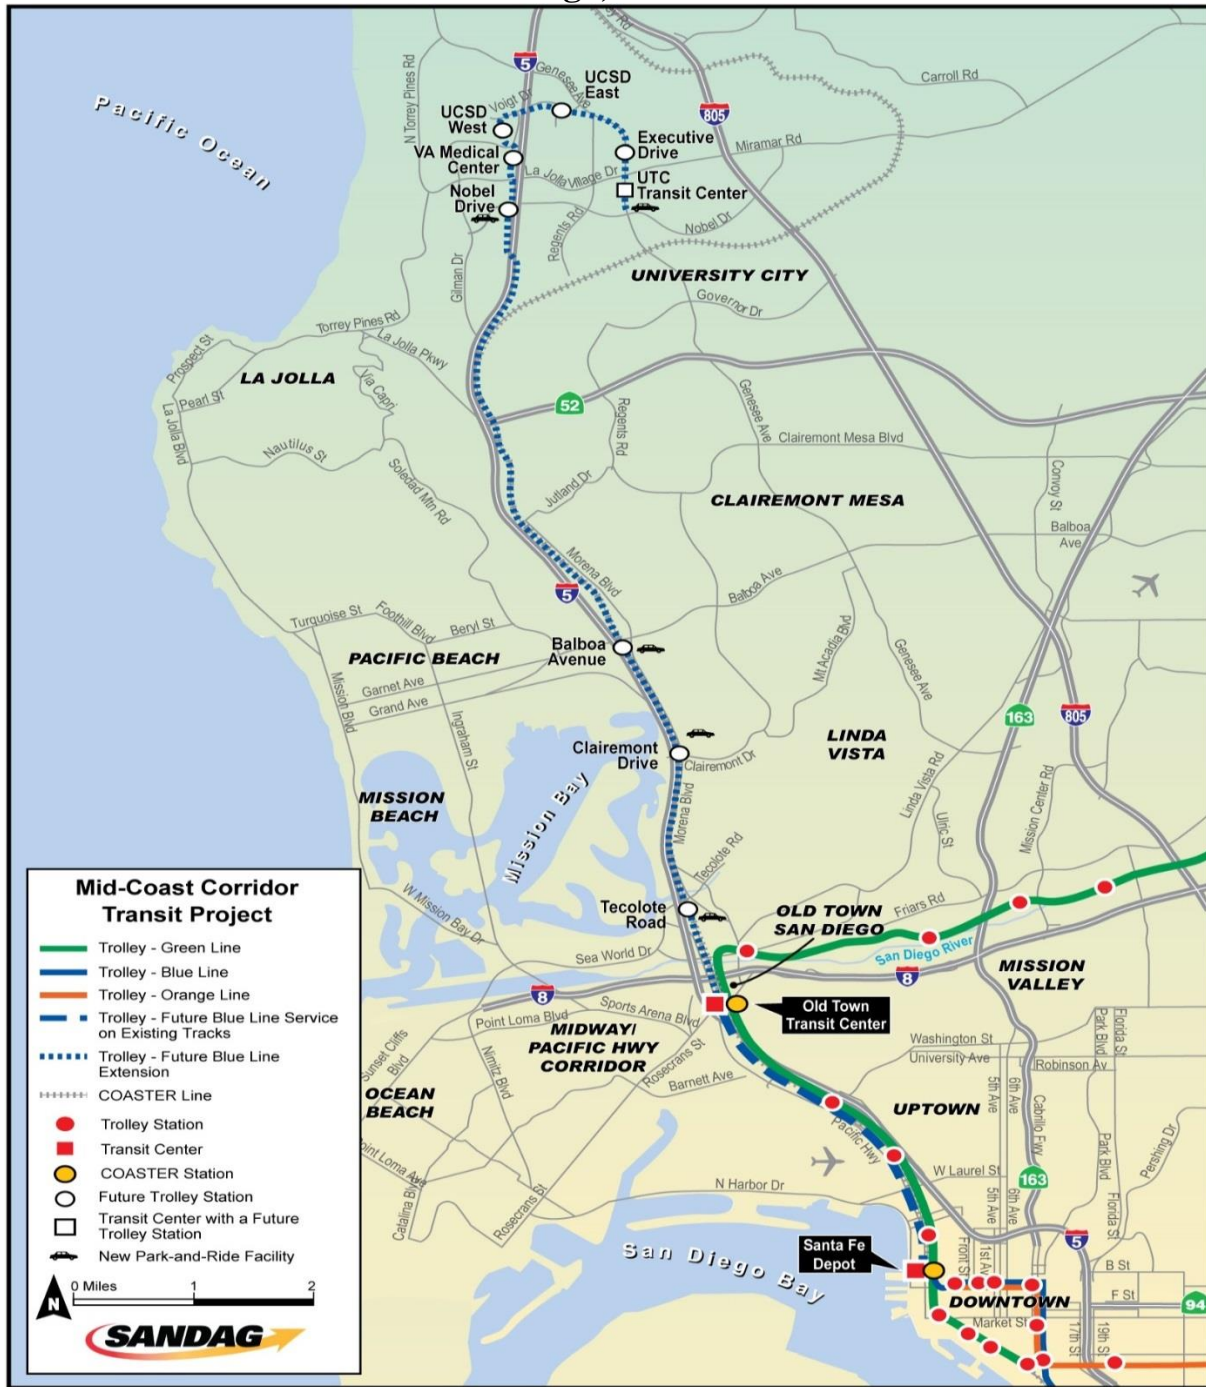 Pacific Ocean
N Torrey Pines Rd
5
Genesee Ave
Voigt Dr
UCSD
East
UCSD
West
805
Carroll Rd
VA Medical
Center
Executive
Drive
Miramar Rd
La Jolla Village Dr
UTC
Transit Center
Nobel
Drive
Regents Rd
Nobel Dr
Gilman Dr
UNIVERSITY CITY
Governor Dr
Torrey Pines Rd
La Jolla Pkwy
Prospect St
LA JOLLA
Via Capri
Pearl St
La Jolla Blvd
Nautilus St
Soledad Mtn Rd
52
Regents Rd
Genesee Ave
Clairemont Mesa Blvd
Jutland Dr
CLAIREMONT MESA
Convoy St
Balboa
Ave
Morena Blvd
5
Balboa Ave
Turquoise St
Foothill Blvd
Beryl St
Balboa
Avenue
Mt Acadia Blvd
Genesee Ave
PACIFIC BEACH
Garnet Ave
Grand Ave
Mission Blvd
Ingraham St
163
805
Clairemont
Drive
Clairemont Dr
LINDA
VISTA
Linda Vista Rd
Mission Center Rd
MISSION
BEACH
Mission Bay
Morena Blvd
Ulric St
Tecolote Rd
W Mission Bay Dr
Tecolote
Road
OLD TOWN
SAN DIEGO
Friars Rd
San Diego River
Sea World Dr
8
8
MISSION
VALLEY
Sports Arena Blvd
Point Loma Blvd
Old Town
Transit Center
MIDWAY/
PACIFIC HWY
CORRIDOR
Sunset Cliffs
Blvd
Nimitz Blvd
Rosecrans St
Barnett Ave
Washington St
University Ave
Robinson Av
Park Blvd
Florida St
5th Ave
6th Ave
Cabrillo Fwy
OCEAN
BEACH
UPTOWN
Pacific Hwy
Park Blvd
Pershing Dr
Point Loma Ave
Catalina Blvd
Rosecrans St
N Harbor Dr
W Laurel St
163
5th Ave
6th Ave
Florida St
San Diego Bay
Santa Fe
Depot
Front St
1st Av
5
B St
F St
94
DOWNTOWN
Market St
17th St
19th St
Mid-Coast Corridor
Transit Project
Trolley - Green Line
Trolley - Blue Line
Trolley - Orange Line
Trolley - Future Blue Line Service
on Existing Tracks
Trolley - Future Blue Line
Extension
COASTER Line
Trolley Station
Transit Center
COASTER Station
Future Trolley Station
Transit Center with a Future
Trolley Station
New Park-and-Ride Facility
0 Miles 1 2
N
SANDAG